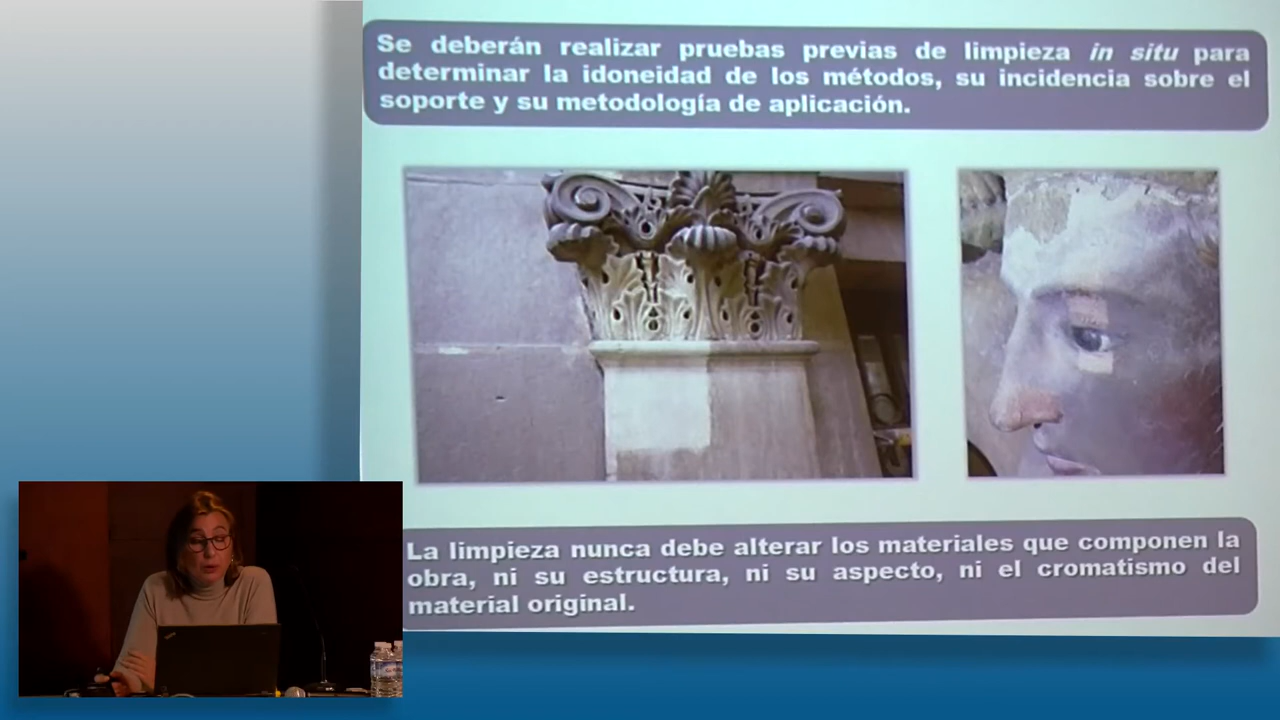 Se deberán realizar pruebas previas de limpieza in situ para
determinar la idoneidad de los métodos, su incidencia sobre el
soporte y su metodología de aplicación.
La limpieza nunca debe alterar los materiales que componen la
obra, ni su estructura, ni su aspecto, ni el cromatismo del
material original.